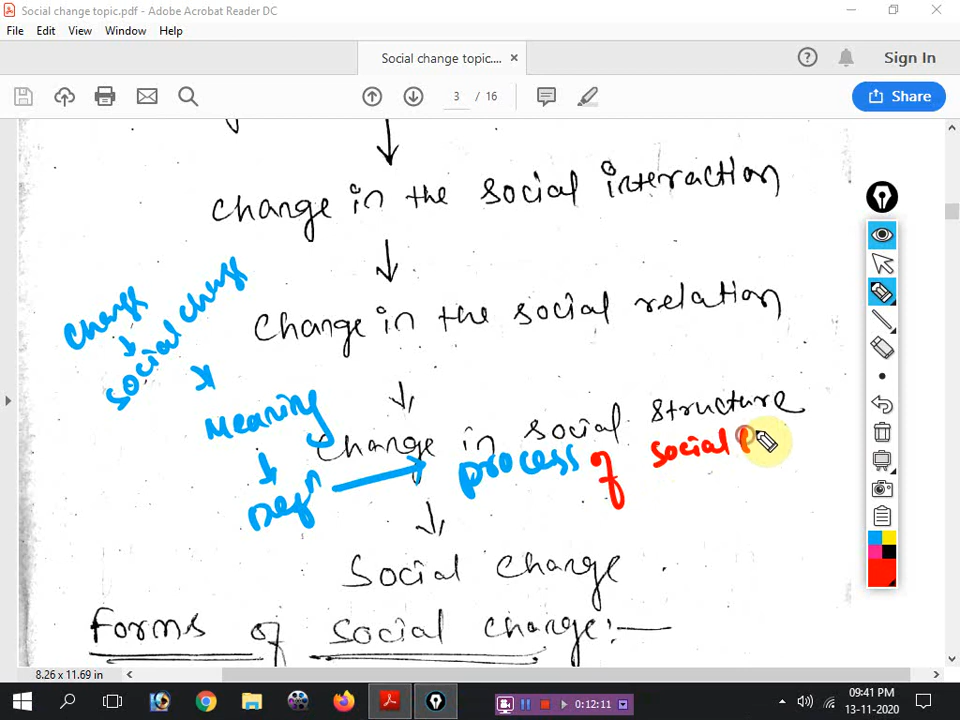 Social change topic.pdf - Adobe Acrobat Reader DC
File Edit View Window Help
Social change topic....
Sign In
3 / 16
Share
change in the social interaction
change in the social relation
change
social change
Meaning
change in social structure
Defn process of social
Social change .
Forms of social change:-
8.26 x 11.69 in
0:12:11
09:41 PM
13-11-2020